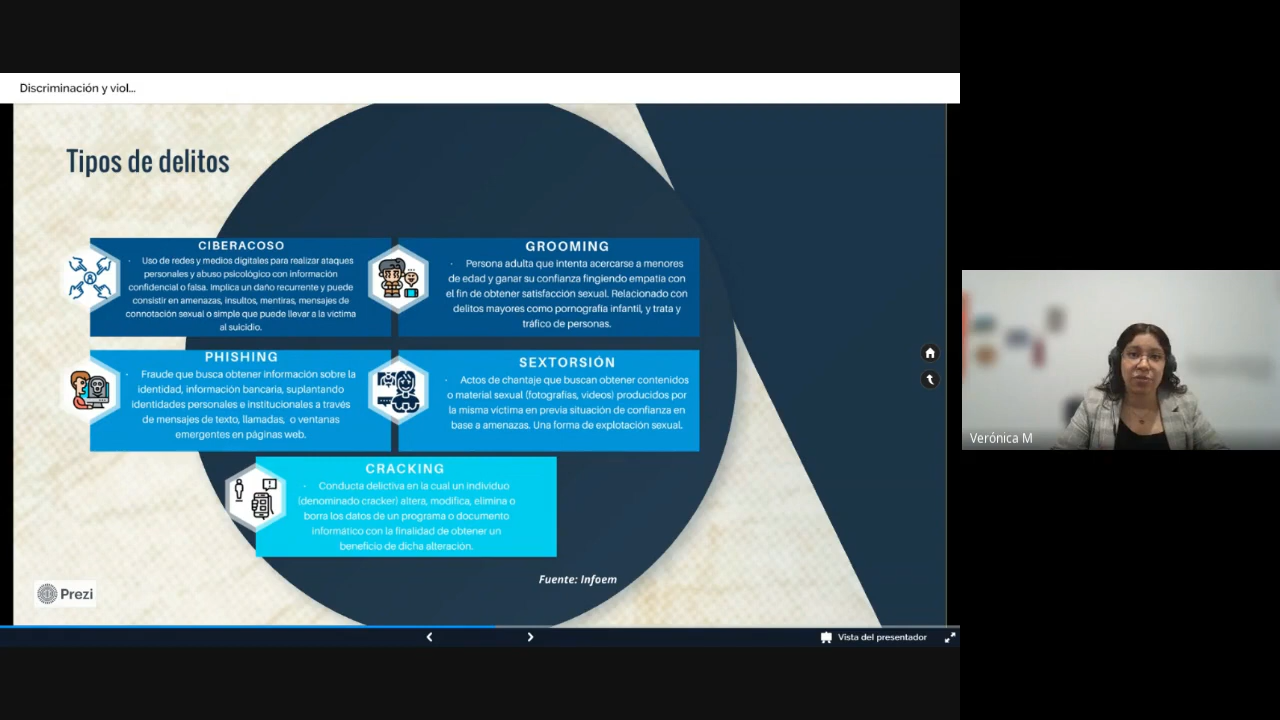 Discriminación y viol...
Tipos de delitos
CIBERACOSO
· Uso de redes y medios digitales para realizar ataques
personales y abuso psicológico con información
confidencial o falsa. Implica un daño recurrente y puede
consistir en amenazas, insultos, mentiras, mensajes de
connotación sexual o simple que puede llevar a la víctima
al suicidio.
GROOMING
· Persona adulta que intenta acercarse a menores
de edad y ganar su confianza fingiendo empatía con
el fin de obtener satisfacción sexual. Relacionado con
delitos mayores como pornografía infantil, y trata y
tráfico de personas.
PHISHING
· Fraude que busca obtener información sobre la
identidad, información bancaria, suplantando
identidades personales e institucionales a través
de mensajes de texto, llamadas, o ventanas
emergentes en páginas web.
SEXTORSIÓN
· Actos de chantaje que buscan obtener contenidos
o material sexual (fotografías, videos) producidos por
la misma víctima en previa situación de confianza en
base a amenazas. Una forma de explotación sexual.
CRACKING
· Conducta delictiva en la cual un individuo
(denominado cracker) altera, modifica, elimina o
borra los datos de un programa o documento
informático con la finalidad de obtener un
beneficio de dicha alteración.
Fuente: Infoem
Prezi
Vista del presentador
Verónica M